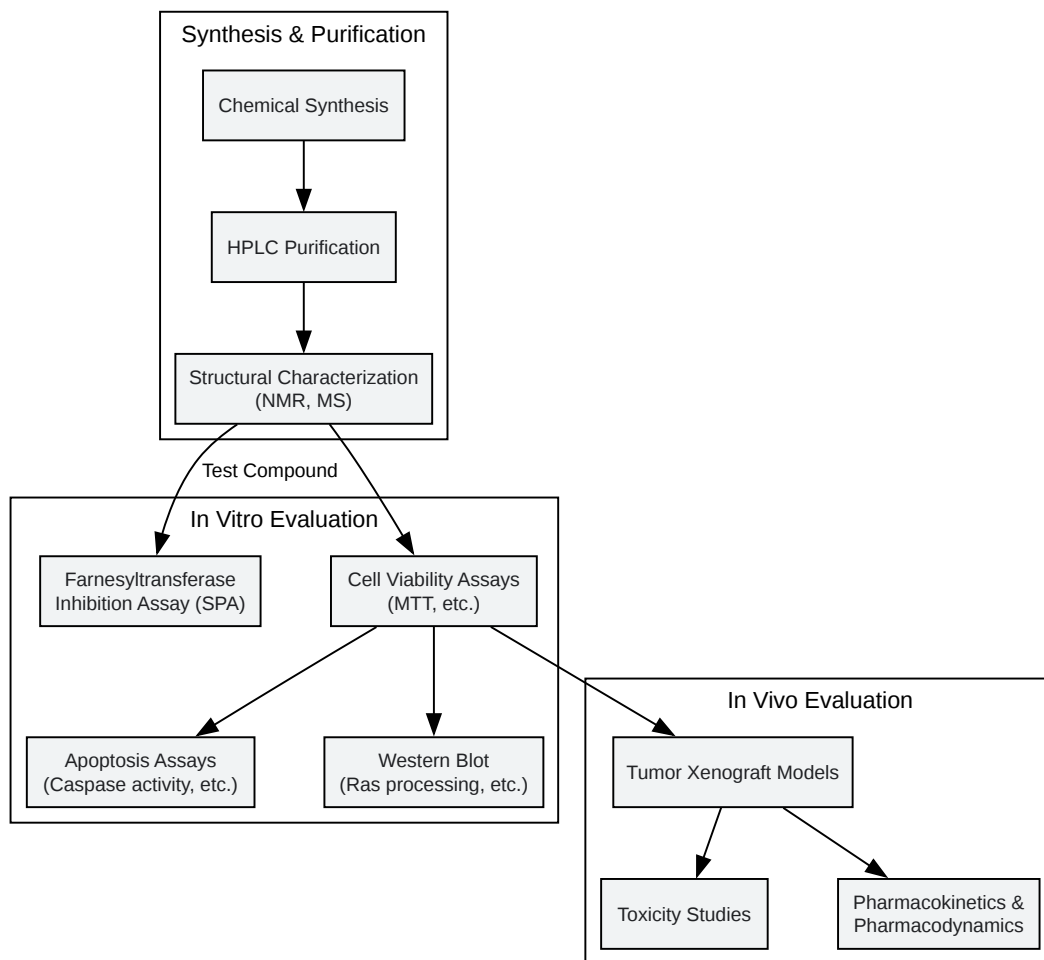 Synthesis & Purification
Chemical Synthesis
HPLC Purification
Structural Characterization
(NMR, MS)
Test Compound
In Vitro Evaluation
Farnesyltransferase
Inhibition Assay (SPA)
Cell Viability Assays
(MTT, etc.)
Apoptosis Assays
(Caspase activity, etc.)
Western Blot
(Ras processing, etc.)
In Vivo Evaluation
Tumor Xenograft Models
Toxicity Studies
Pharmacokinetics &
Pharmacodynamics